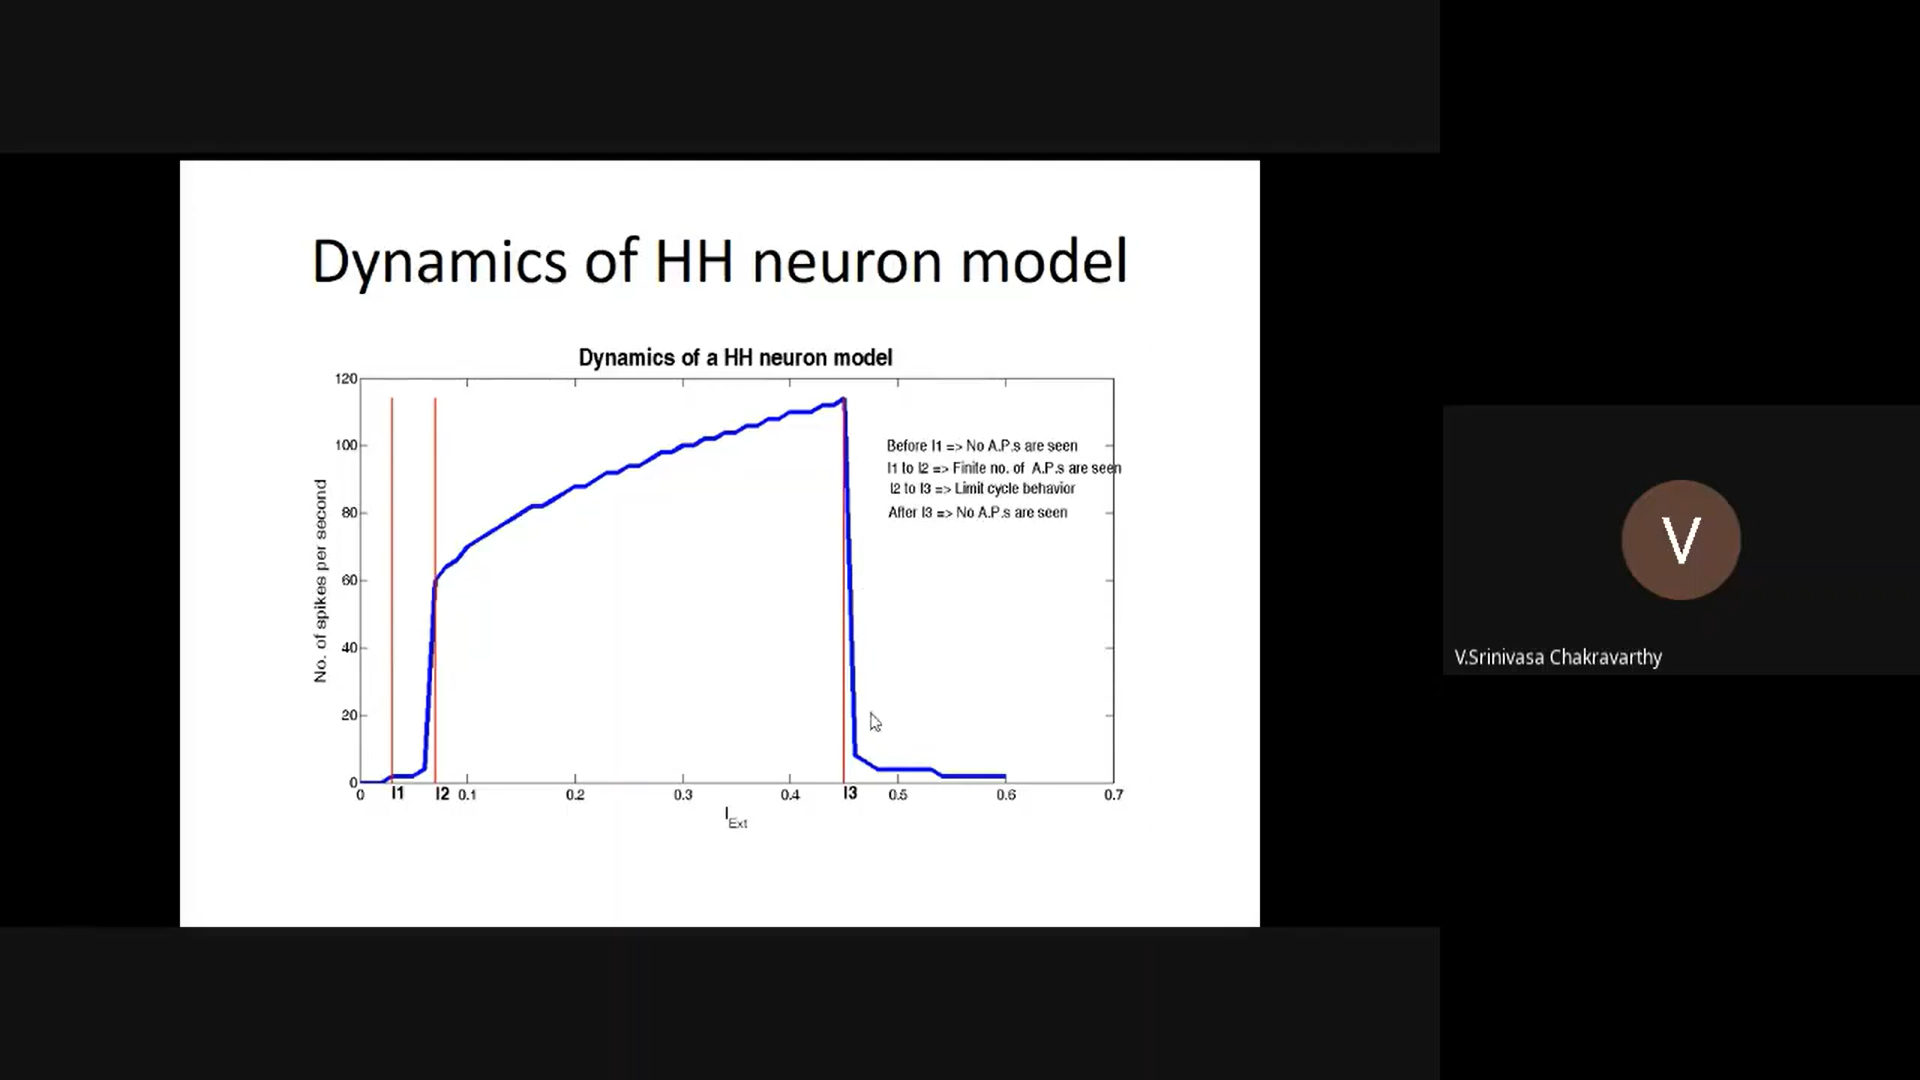 Dynamics of HH neuron model
Dynamics of a HH neuron model
120
100
80
60
40
20
0
No. of spikes per second
Before I1 => No A.P.s are seen
I1 to I2 => Finite no. of A.P.s are seen
I2 to I3 => Limit cycle behavior
After I3 => No A.P.s are seen
0 I1 I2 0.1 0.2 0.3 0.4 I3 0.5 0.6 0.7
I Ext
V
V.Srinivasa Chakravarthy